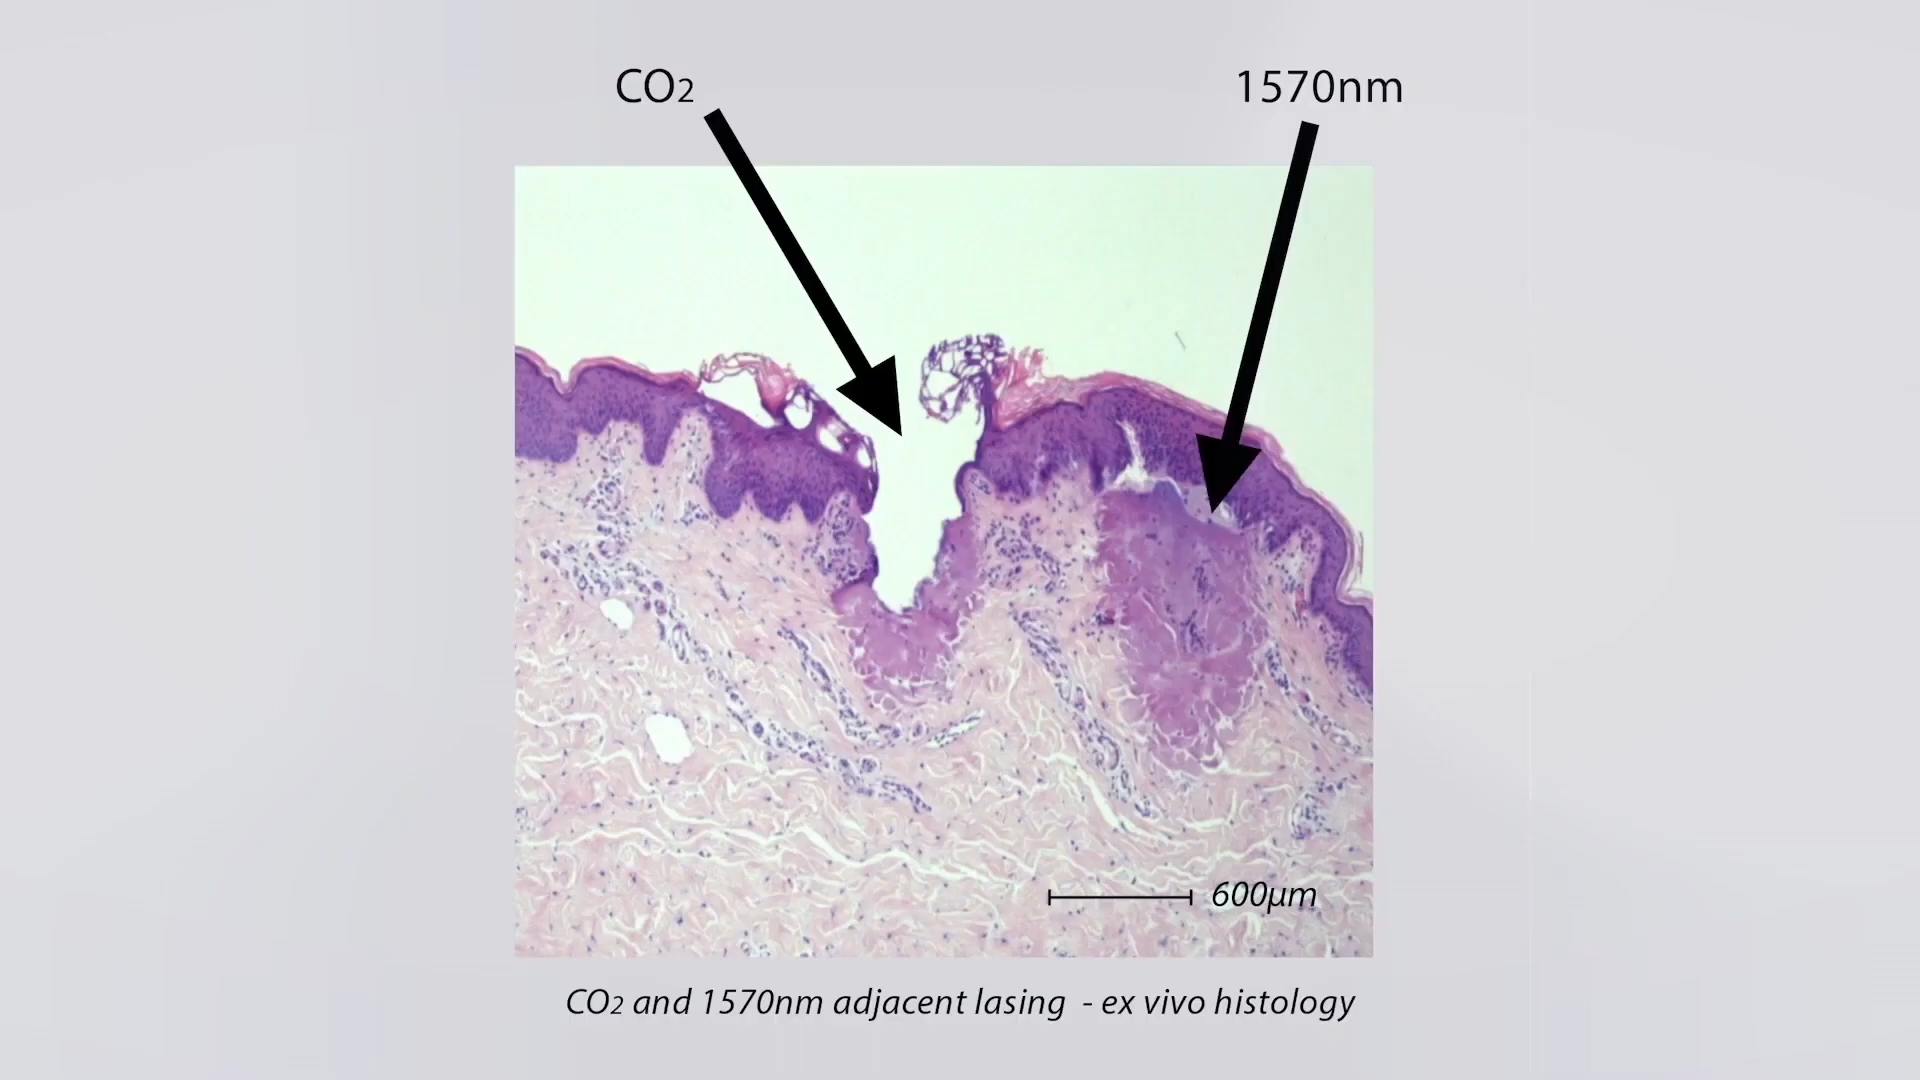 CO2
1570nm
600µm
CO2 and 1570nm adjacent lasing - ex vivo histology